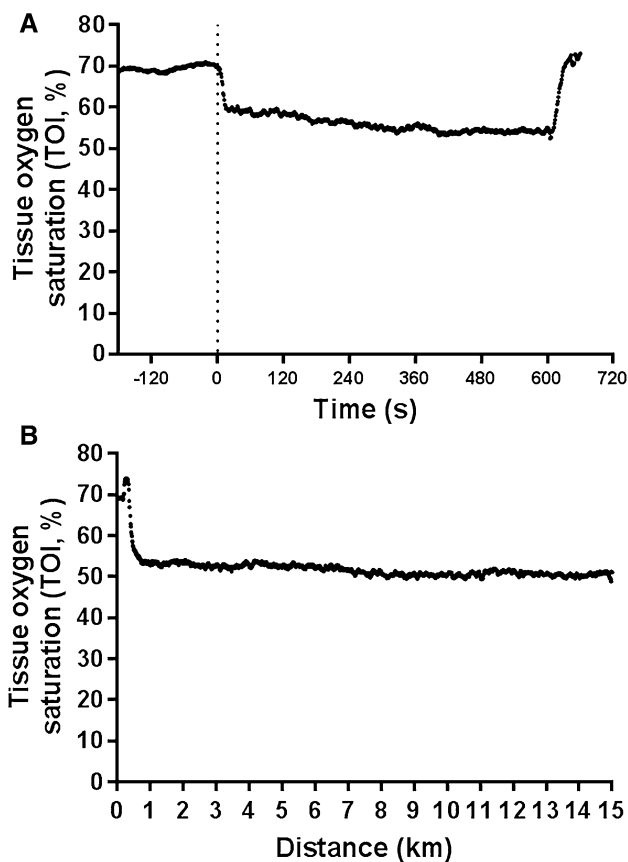 A
Tissue oxygen
saturation (TOI, %)
80
70
60
50
40
30
20
10
0
-120 0 120 240 360 480 600 720
Time (s)
B
Tissue oxygen
saturation (TOI, %)
80
70
60
50
40
30
20
10
0
0 1 2 3 4 5 6 7 8 9 10 11 12 13 14 15
Distance (km)